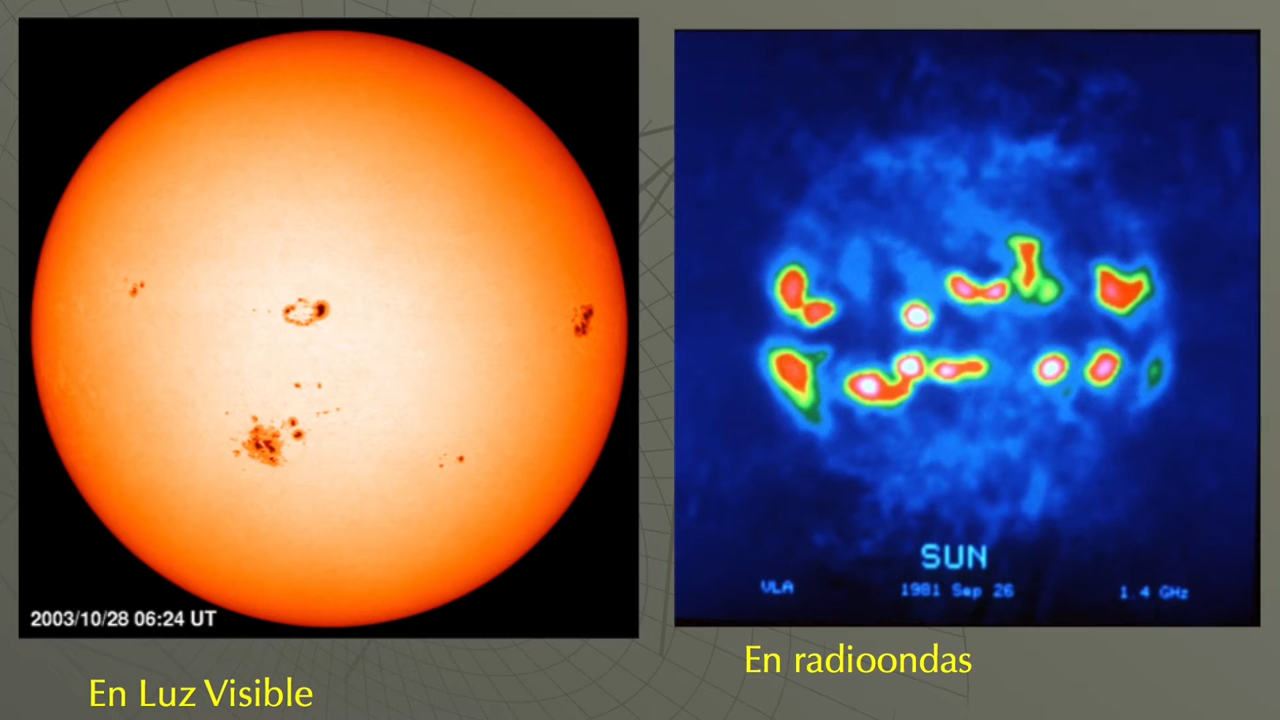 2003/10/28 06:24 UT
En Luz Visible
SUN
VLA 1981 Sep 26 1.4 GHz
En radioondas